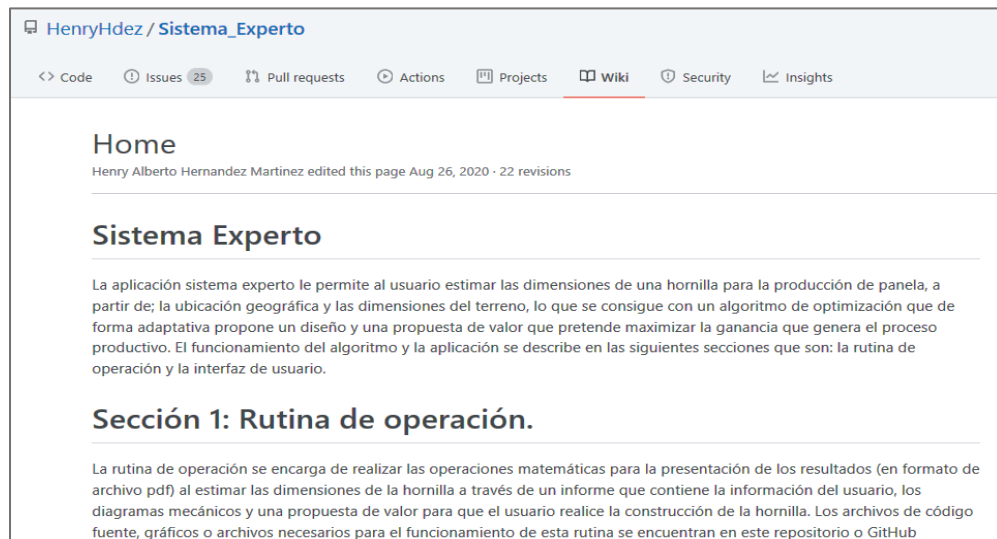 HenryHdez / Sistema_Experto
<> Code Issues 25 Pull requests Actions Projects Wiki Security Insights
Home
Henry Alberto Hernandez Martinez edited this page Aug 26, 2020 · 22 revisions
Sistema Experto
La aplicación sistema experto le permite al usuario estimar las dimensiones de una hornilla para la producción de panela, a
partir de; la ubicación geográfica y las dimensiones del terreno, lo que se consigue con un algoritmo de optimización que de
forma adaptativa propone un diseño y una propuesta de valor que pretende maximizar la ganancia que genera el proceso
productivo. El funcionamiento del algoritmo y la aplicación se describe en las siguientes secciones que son: la rutina de
operación y la interfaz de usuario.
Sección 1: Rutina de operación.
La rutina de operación se encarga de realizar las operaciones matemáticas para la presentación de los resultados (en formato de
archivo pdf) al estimar las dimensiones de la hornilla a través de un informe que contiene la información del usuario, los
diagramas mecánicos y una propuesta de valor para que el usuario realice la construcción de la hornilla. Los archivos de código
fuente, gráficos o archivos necesarios para el funcionamiento de esta rutina se encuentran en este repositorio o GitHub